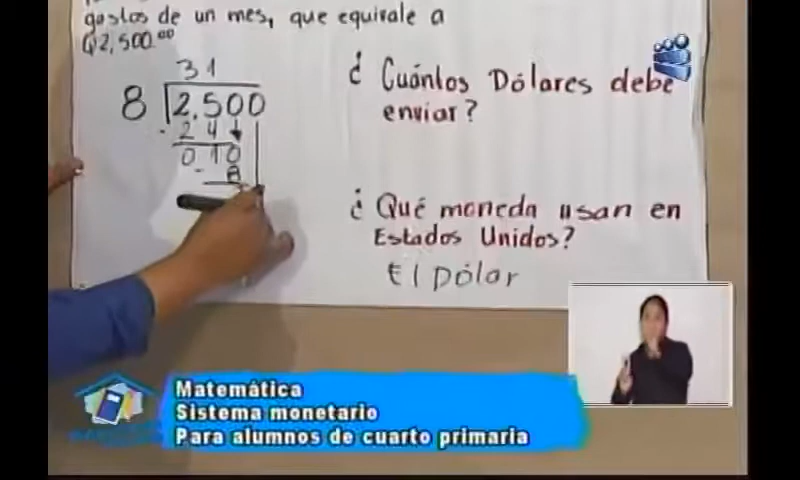 gastos de un mes, que equivale a
Q2,500.00
31
8 2,500
- 24
010
- 8
¿ Cuántos Dólares debe
enviar?
¿ Qué moneda usan en
Estados Unidos?
El Dólar
Matemática
Sistema monetario
Para alumnos de cuarto primaria